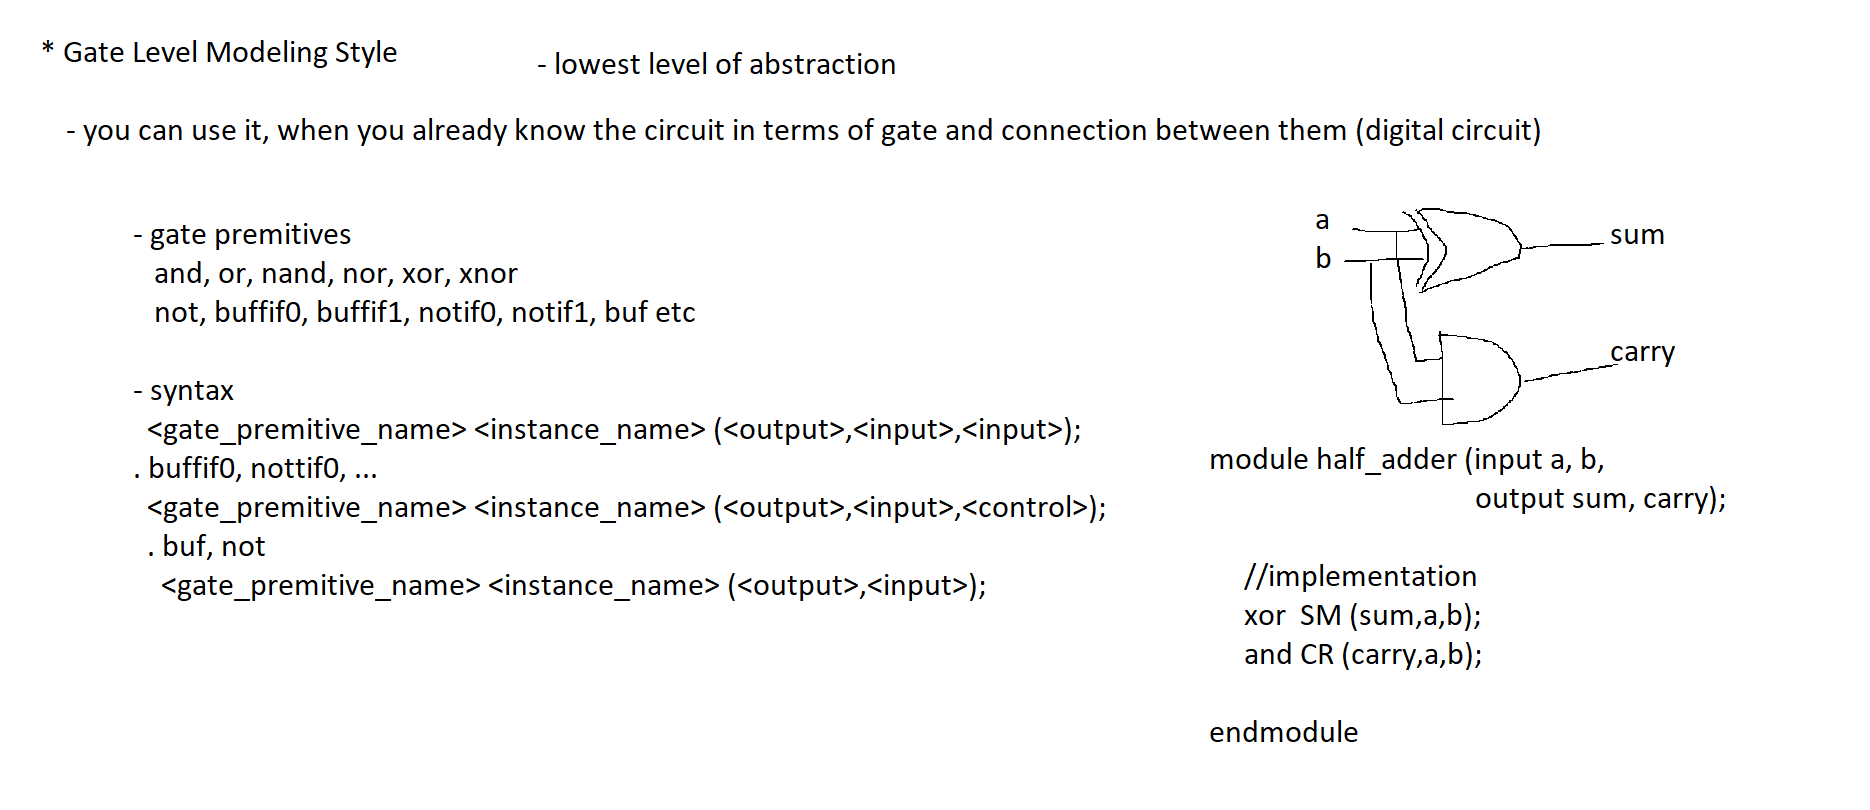 * Gate Level Modeling Style
- lowest level of abstraction
- you can use it, when you already know the circuit in terms of gate and connection between them (digital circuit)
- gate premitives
and, or, nand, nor, xor, xnor
not, buffif0, buffif1, notif0, notif1, buf etc
- syntax
<gate_premitive_name> <instance_name> (<output>,<input>,<input>);
. buffif0, nottif0, ...
<gate_premitive_name> <instance_name> (<output>,<input>,<control>);
. buf, not
<gate_premitive_name> <instance_name> (<output>,<input>);
a
b
sum
carry
module half_adder (input a, b,
output sum, carry);
//implementation
xor  SM (sum,a,b);
and CR (carry,a,b);
endmodule